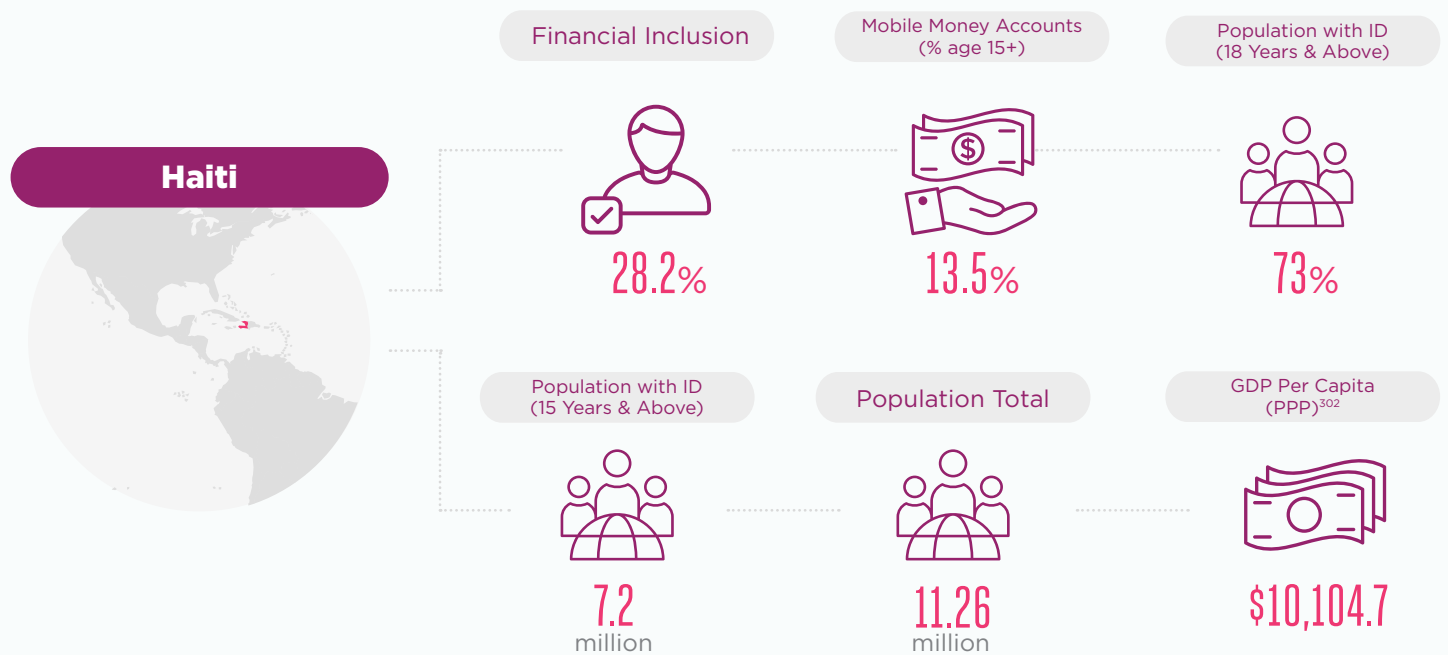 Haiti
Financial Inclusion
28.2%
Mobile Money Accounts
(% age 15+)
$
13.5%
Population with ID
(18 Years & Above)
73%
Population with ID
(15 Years & Above)
7.2
million
Population Total
11.26
million
GDP Per Capita
(PPP)302
$10,104.7